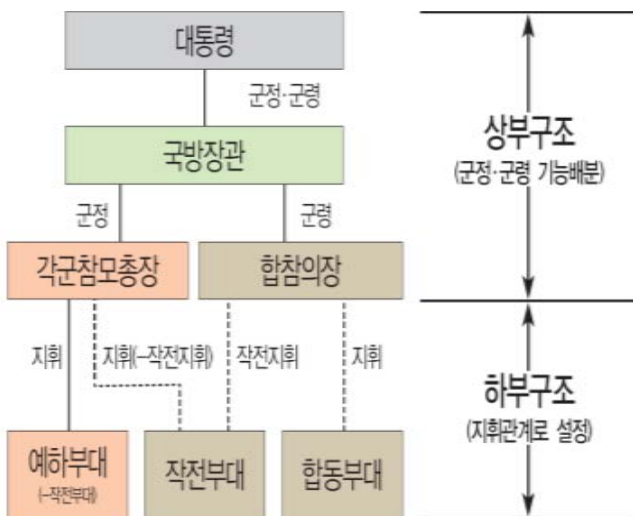 대통령
군정·군령
국방장관
상부구조
(군정·군령 기능배분)
군정
군령
각군참모총장
합참의장
지휘
지휘(-작전지휘)
작전지휘
지휘
하부구조
(지휘관계로 설정)
예하부대
(-작전부대)
작전부대
합동부대